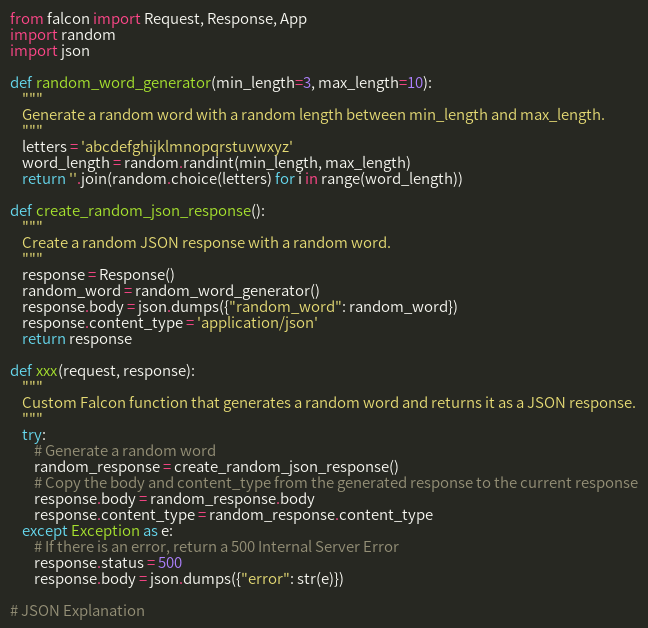 from falcon import Request, Response, App
import random
import json

def random_word_generator(min_length=3, max_length=10):
    """
    Generate a random word with a random length between min_length and max_length.
    """
    letters = 'abcdefghijklmnopqrstuvwxyz'
    word_length = random.randint(min_length, max_length)
    return ''.join(random.choice(letters) for i in range(word_length))

def create_random_json_response():
    """
    Create a random JSON response with a random word.
    """
    response = Response()
    random_word = random_word_generator()
    response.body = json.dumps({"random_word": random_word})
    response.content_type = 'application/json'
    return response

def xxx(request, response):
    """
    Custom Falcon function that generates a random word and returns it as a JSON response.
    """
    try:
        # Generate a random word
        random_response = create_random_json_response()
        # Copy the body and content_type from the generated response to the current response
        response.body = random_response.body
        response.content_type = random_response.content_type
    except Exception as e:
        # If there is an error, return a 500 Internal Server Error
        response.status = 500
        response.body = json.dumps({"error": str(e)})

# JSON Explanation